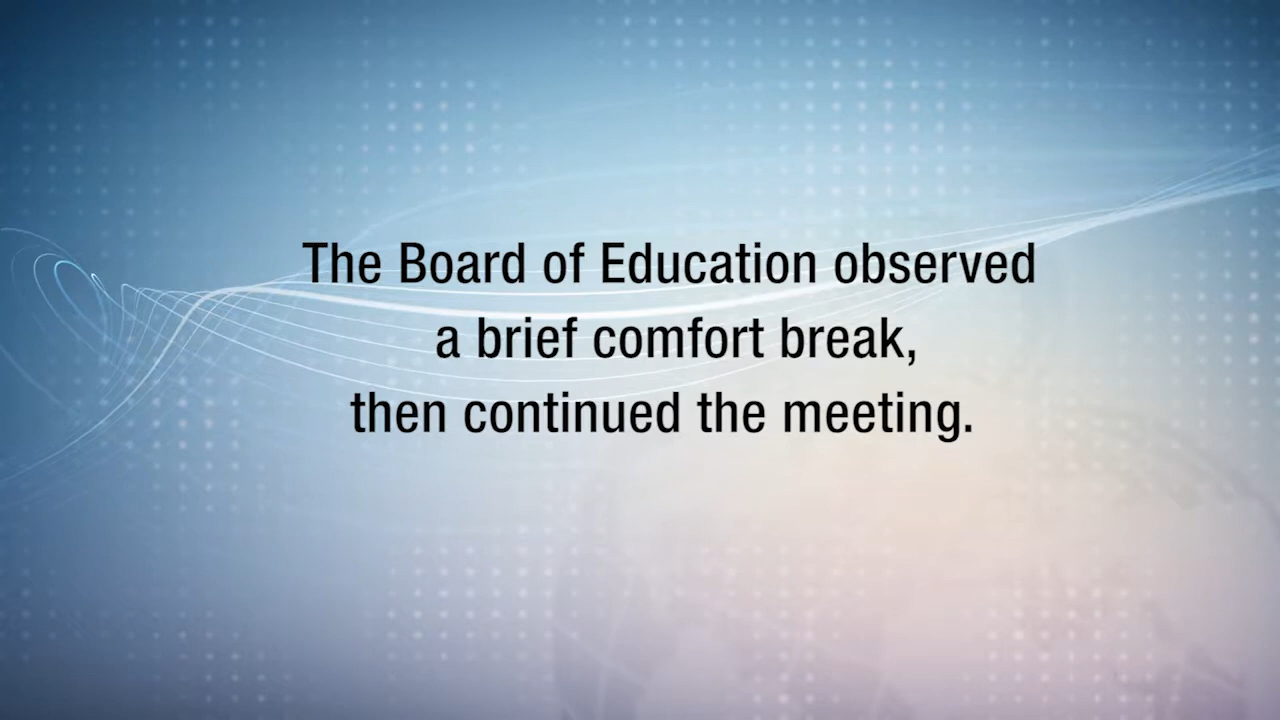 The Board of Education observed
a brief comfort break,
then continued the meeting.